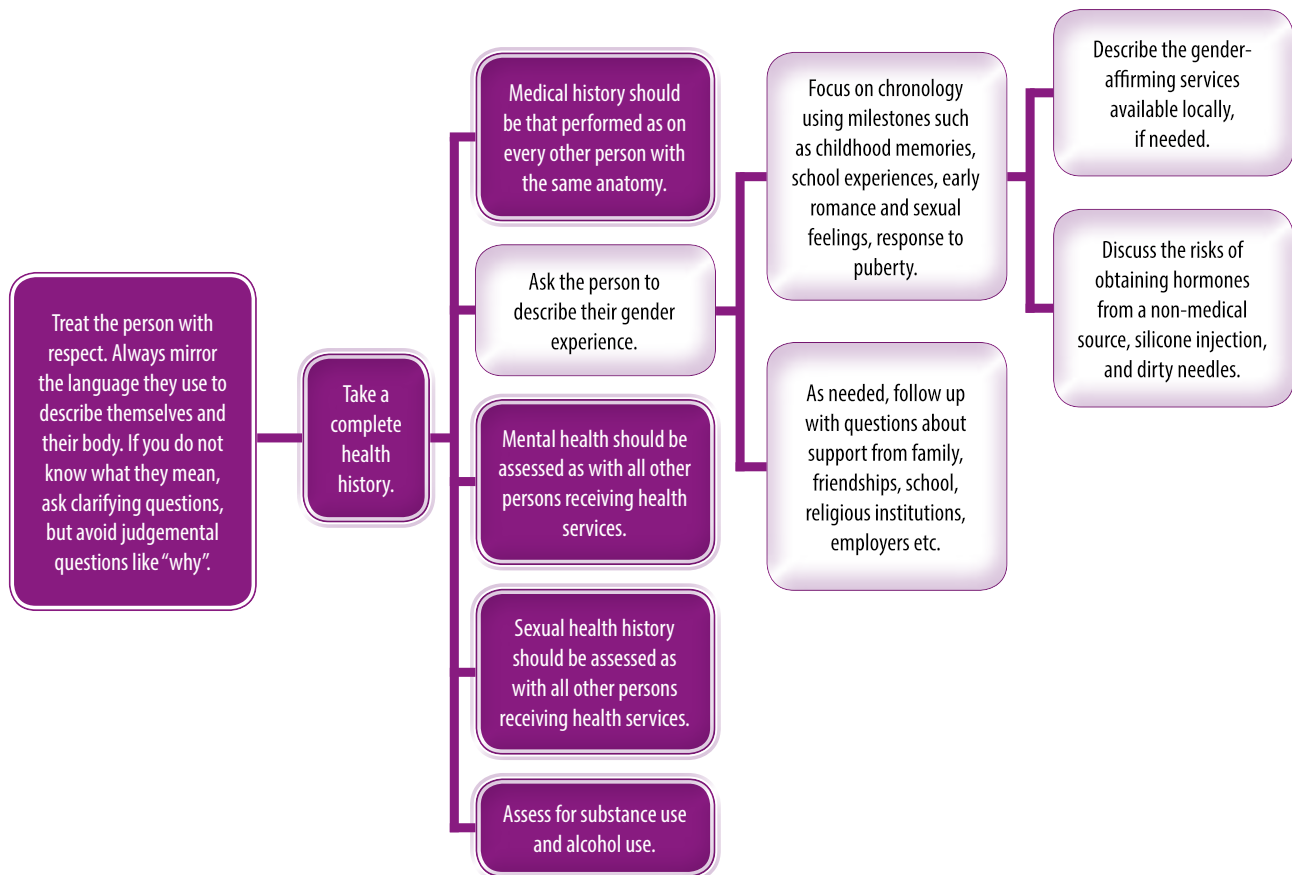 Treat the person with
respect. Always mirror
the language they use to
describe themselves and
their body. If you do not
know what they mean,
ask clarifying questions,
but avoid judgemental
questions like “why”.
Take a
complete
health
history.
Medical history should
be that performed as on
every other person with
the same anatomy.
Ask the person to
describe their gender
experience.
Mental health should be
assessed as with all other
persons receiving health
services.
Sexual health history
should be assessed as
with all other persons
receiving health services.
Assess for substance use
and alcohol use.
Focus on chronology
using milestones such
as childhood memories,
school experiences, early
romance and sexual
feelings, response to
puberty.
As needed, follow up
with questions about
support from family,
friendships, school,
religious institutions,
employers etc.
Describe the gender-
affirming services
available locally,
if needed.
Discuss the risks of
obtaining hormones
from a non-medical
source, silicone injection,
and dirty needles.